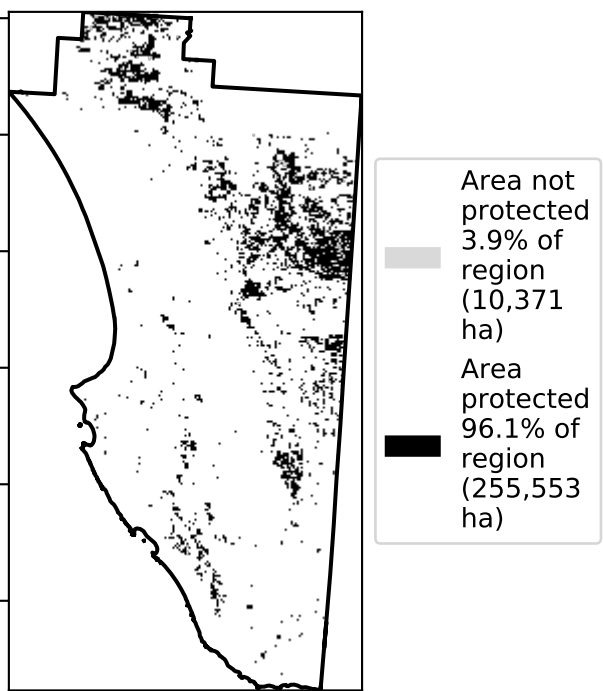 Area not
protected
3.9% of
region
(10,371
ha)
Area
protected
96.1% of
region
(255,553
ha)